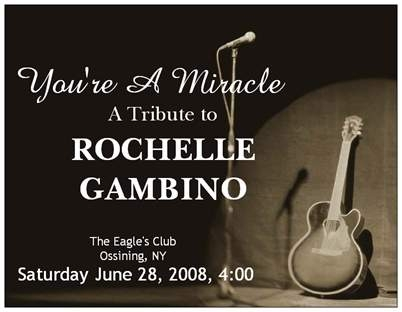 You're A Miracle
A Tribute to
ROCHELLE
GAMBINO
The Eagle's Club
Ossining, NY
Saturday June 28, 2008, 4:00